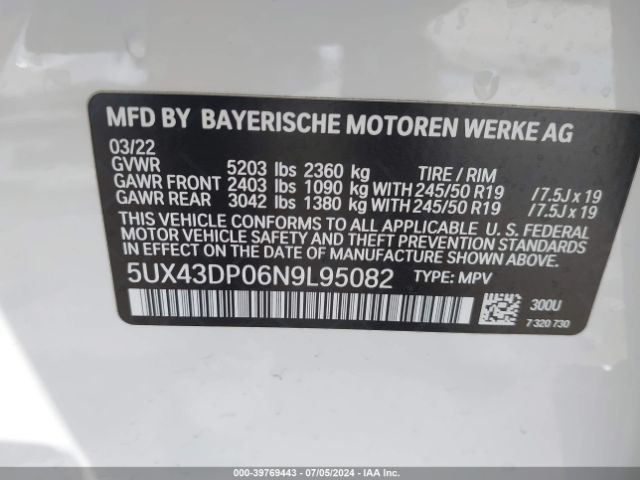 MFD BY BAYERISCHE MOTOREN WERKE AG
03/22
GVWR 5203 lbs 2360 kg TIRE / RIM
GAWR FRONT 2403 lbs 1090 kg WITH 245/50 R19 / 7.5J x 19
GAWR REAR 3042 lbs 1380 kg WITH 245/50 R19 / 7.5J x 19
THIS VEHICLE CONFORMS TO ALL APPLICABLE U. S. FEDERAL
MOTOR VEHICLE SAFETY AND THEFT PREVENTION STANDARDS
IN EFFECT ON THE DATE OF MANUFACTURE SHOWN ABOVE.
5UX43DP06N9L95082 TYPE: MPV
300U
7 320 730
000-39769443 - 07/05/2024 - IAA Inc.